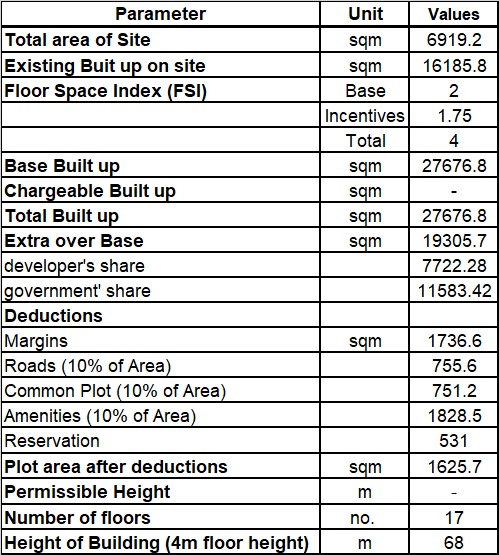 Parameter Unit Values
Total area of Site sqm 6919.2
Existing Buit up on site sqm 16185.8
Floor Space Index (FSI) Base 2
Incentives 1.75
Total 4
Base Built up sqm 27676.8
Chargeable Built up sqm -
Total Built up sqm 27676.8
Extra over Base sqm 19305.7
developer's share 7722.28
government' share 11583.42
Deductions
Margins sqm 1736.6
Roads (10% of Area) 755.6
Common Plot (10% of Area) 751.2
Amenities (10% of Area) 1828.5
Reservation 531
Plot area after deductions sqm 1625.7
Permissible Height m -
Number of floors no. 17
Height of Building (4m floor height) m 68